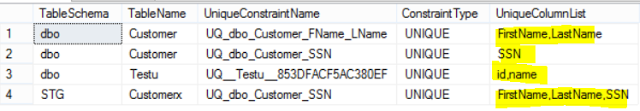 TableSchema TableName UniqueConstraintName ConstraintType UniqueColumnList
1 dbo Customer UQ_dbo_Customer_FName_LName UNIQUE FirstName,LastName
2 dbo Customer UQ_dbo_Customer_SSN UNIQUE SSN
3 dbo Testu UQ__Testu__853DFACF5AC380EF UNIQUE id,name
4 STG Customerx UQ_dbo_Customer_SSN UNIQUE FirstName,LastName,SSN